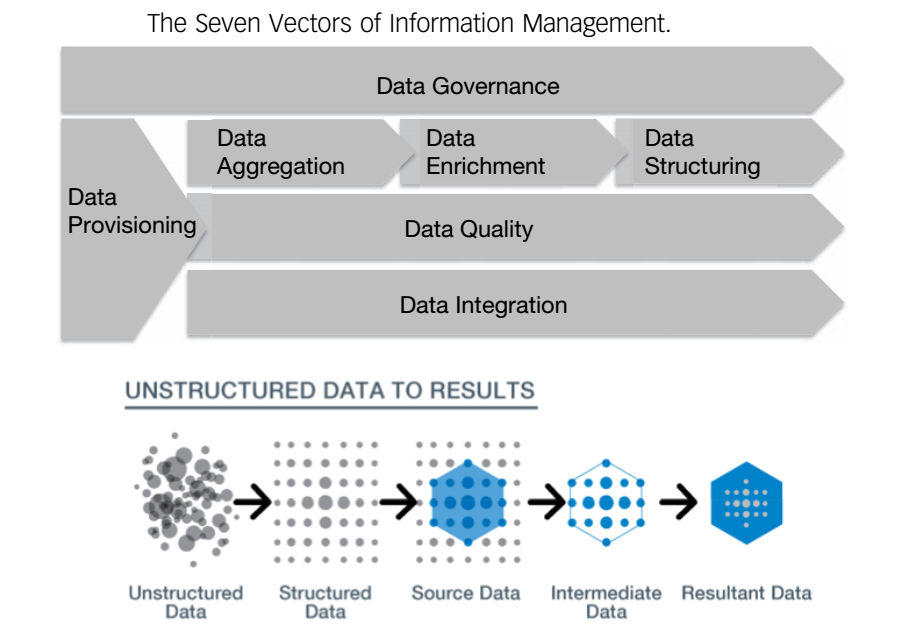 The Seven Vectors of Information Management.
Data Governance
Data
Aggregation
Data
Enrichment
Data
Structuring
Data
Provisioning
Data Quality
Data Integration
UNSTRUCTURED DATA TO RESULTS
Unstructured
Data
Structured
Data
Source Data
Intermediate
Data
Resultant Data